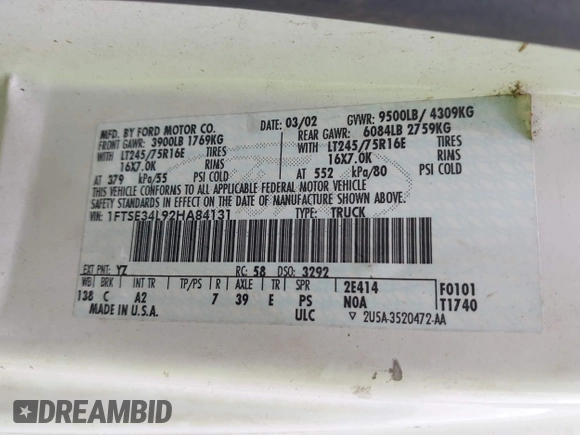 MFD. BY FORD MOTOR CO.
DATE: 03/02
GVWR: 9500LB/ 4309KG
FRONT GAWR: 3900LB 1769KG
REAR GAWR: 6084LB 2759KG
WITH LT245/75R16E TIRES
WITH LT245/75R16E TIRES
16X7.0K RIMS
16X7.0K RIMS
AT 379 kPa/55 PSI COLD
AT 552 kPa/80 PSI COLD
THIS VEHICLE CONFORMS TO ALL APPLICABLE FEDERAL MOTOR VEHICLE
SAFETY STANDARDS IN EFFECT ON THE DATE OF MANUFACTURE SHOWN ABOVE.
VIN: 1FTSE34L92HA84131
TYPE: TRUCK
EXT PNT: YZ RC: 58 DSO: 3292
WB BRK INT TR TP/PS R AXLE TR SPR 2E414 F0101
138 C A2 7 39 E PS N0A T1740
MADE IN U.S.A. ULC ▽ 2U5A-3520472-AA
DREAMBID